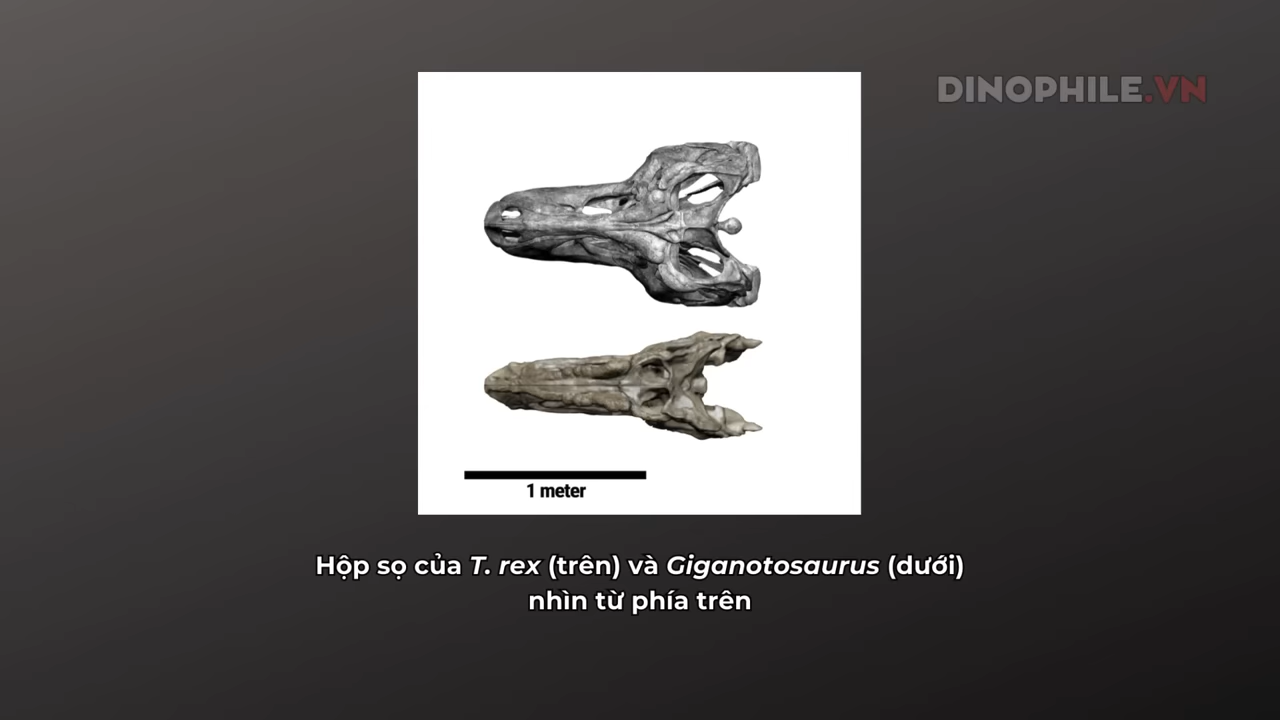 DINOPHILE.VN
1 meter
Hộp sọ của T. rex (trên) và Giganotosaurus (dưới)
nhìn từ phía trên